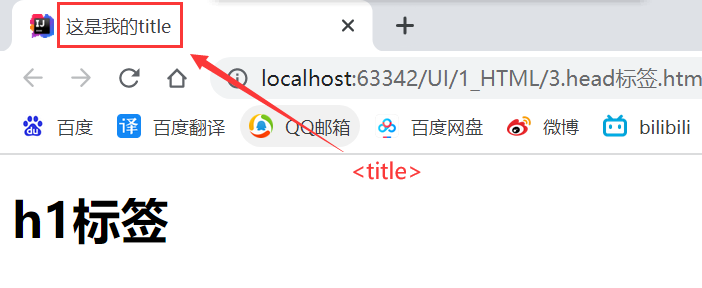 这是我的title
localhost:63342/UI/1_HTML/3.head标签.htm
百度 百度翻译 QQ邮箱 百度网盘 微博 bilibili
<title>
h1标签